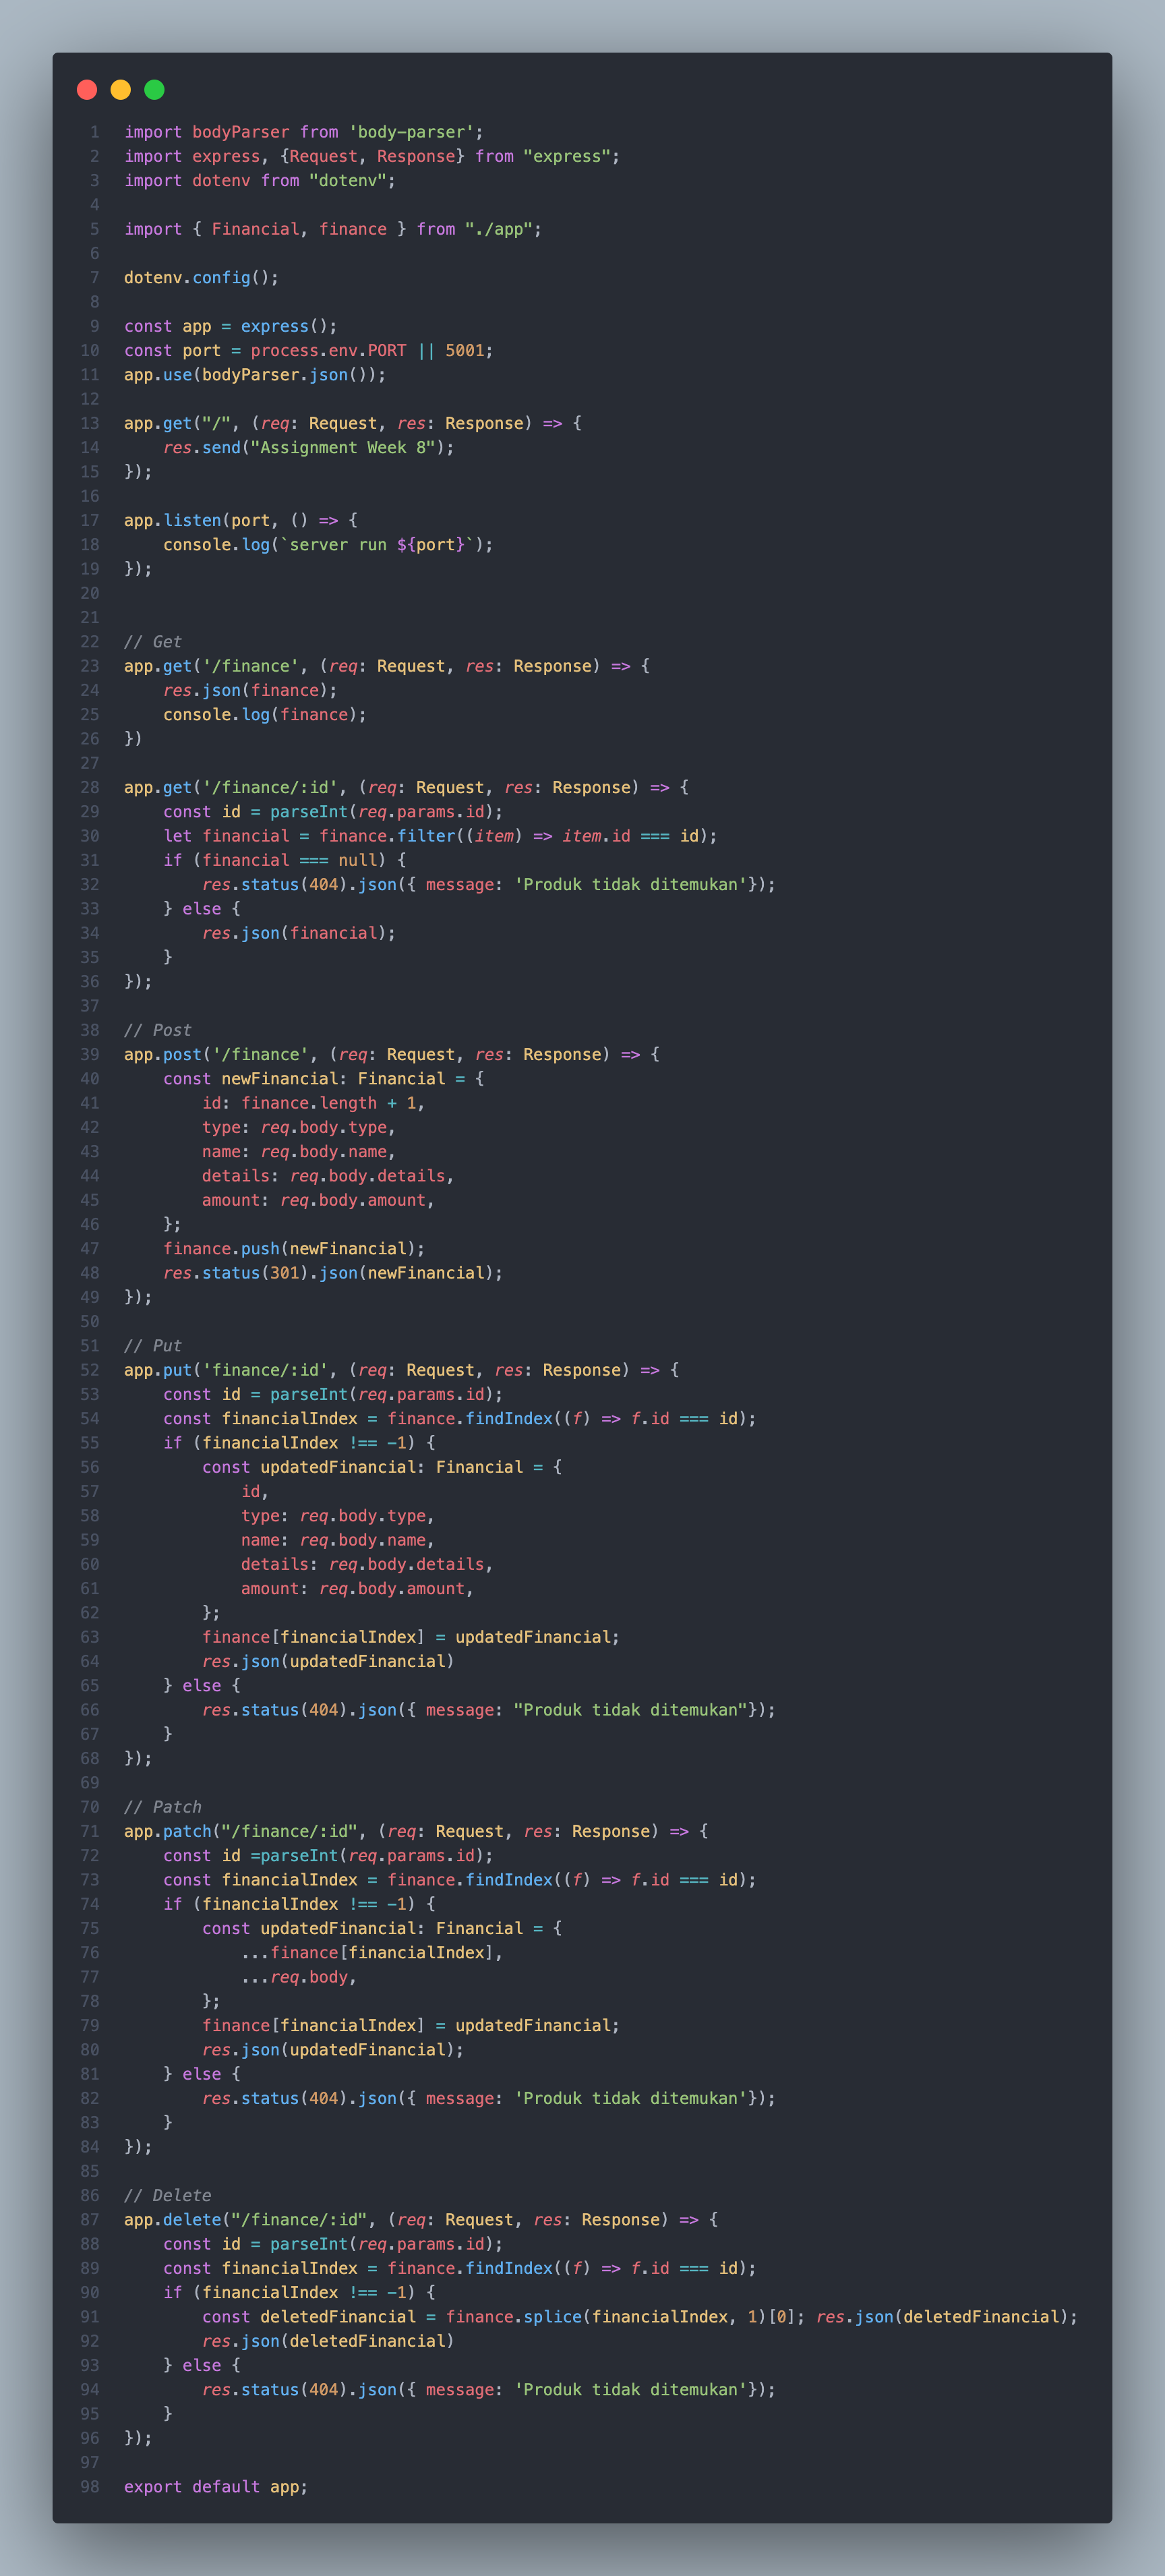 1 import bodyParser from 'body-parser';
2 import express, {Request, Response} from "express";
3 import dotenv from "dotenv";
4
5 import { Financial, finance } from "./app";
6
7 dotenv.config();
8
9 const app = express();
10 const port = process.env.PORT || 5001;
11 app.use(bodyParser.json());
12
13 app.get("/", (req: Request, res: Response) => {
14     res.send("Assignment Week 8");
15 });
16
17 app.listen(port, () => {
18     console.log(`server run ${port}`);
19 });
20
21
22 // Get
23 app.get('/finance', (req: Request, res: Response) => {
24     res.json(finance);
25     console.log(finance);
26 })
27
28 app.get('/finance/:id', (req: Request, res: Response) => {
29     const id = parseInt(req.params.id);
30     let financial = finance.filter((item) => item.id === id);
31     if (financial === null) {
32         res.status(404).json({ message: 'Produk tidak ditemukan'});
33     } else {
34         res.json(financial);
35     }
36 });
37
38 // Post
39 app.post('/finance', (req: Request, res: Response) => {
40     const newFinancial: Financial = {
41         id: finance.length + 1,
42         type: req.body.type,
43         name: req.body.name,
44         details: req.body.details,
45         amount: req.body.amount,
46     };
47     finance.push(newFinancial);
48     res.status(301).json(newFinancial);
49 });
50
51 // Put
52 app.put('finance/:id', (req: Request, res: Response) => {
53     const id = parseInt(req.params.id);
54     const financialIndex = finance.findIndex((f) => f.id === id);
55     if (financialIndex !== -1) {
56         const updatedFinancial: Financial = {
57             id,
58             type: req.body.type,
59             name: req.body.name,
60             details: req.body.details,
61             amount: req.body.amount,
62         };
63         finance[financialIndex] = updatedFinancial;
64         res.json(updatedFinancial)
65     } else {
66         res.status(404).json({ message: "Produk tidak ditemukan"});
67     }
68 });
69
70 // Patch
71 app.patch("/finance/:id", (req: Request, res: Response) => {
72     const id =parseInt(req.params.id);
73     const financialIndex = finance.findIndex((f) => f.id === id);
74     if (financialIndex !== -1) {
75         const updatedFinancial: Financial = {
76             ...finance[financialIndex],
77             ...req.body,
78         };
79         finance[financialIndex] = updatedFinancial;
80         res.json(updatedFinancial);
81     } else {
82         res.status(404).json({ message: 'Produk tidak ditemukan'});
83     }
84 });
85
86 // Delete
87 app.delete("/finance/:id", (req: Request, res: Response) => {
88     const id = parseInt(req.params.id);
89     const financialIndex = finance.findIndex((f) => f.id === id);
90     if (financialIndex !== -1) {
91         const deletedFinancial = finance.splice(financialIndex, 1)[0]; res.json(deletedFinancial);
92         res.json(deletedFinancial)
93     } else {
94         res.status(404).json({ message: 'Produk tidak ditemukan'});
95     }
96 });
97
98 export default app;